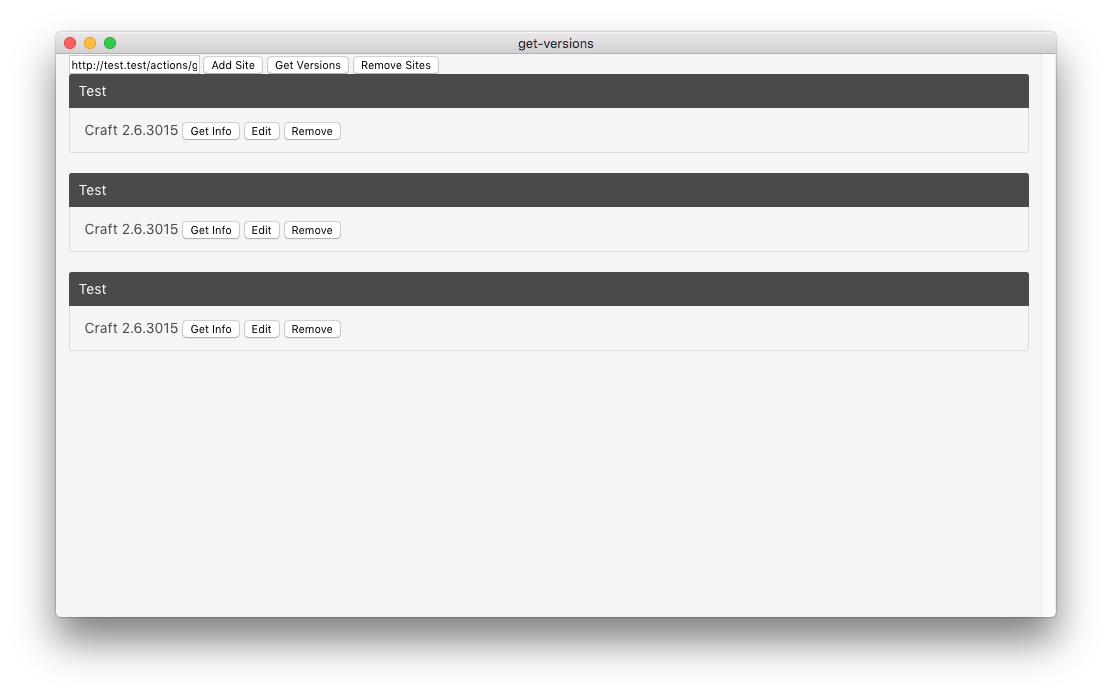 get-versions
http://test.test/actions/g Add Site Get Versions Remove Sites
Test
Craft 2.6.3015 Get Info Edit Remove
Test
Craft 2.6.3015 Get Info Edit Remove
Test
Craft 2.6.3015 Get Info Edit Remove